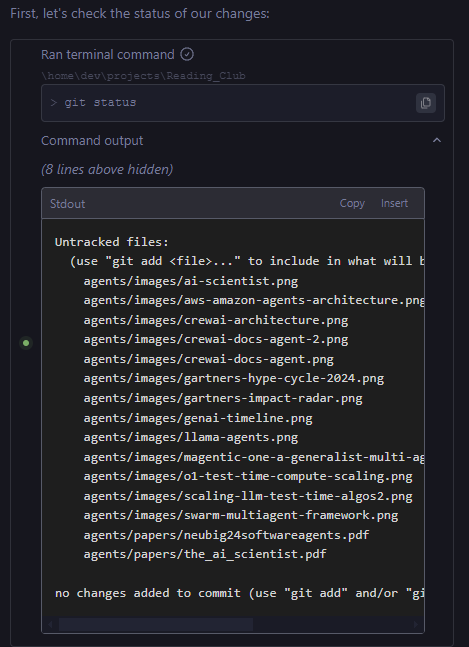 First, let's check the status of our changes:
Ran terminal command
\home\dev\projects\Reading_Club
> git status
Command output
(8 lines above hidden)
Stdout
Copy Insert
Untracked files:
(use "git add <file>..." to include in what will b
agents/images/ai-scientist.png
agents/images/aws-amazon-agents-architecture.png
agents/images/crewai-architecture.png
agents/images/crewai-docs-agent-2.png
agents/images/crewai-docs-agent.png
agents/images/gartners-hype-cycle-2024.png
agents/images/gartners-impact-radar.png
agents/images/genai-timeline.png
agents/images/llama-agents.png
agents/images/magentic-one-a-generalist-multi-ag
agents/images/o1-test-time-compute-scaling.png
agents/images/scaling-llm-test-time-algos2.png
agents/images/swarm-multiagent-framework.png
agents/papers/neubig24softwareagents.pdf
agents/papers/the_ai_scientist.pdf
no changes added to commit (use "git add" and/or "gi